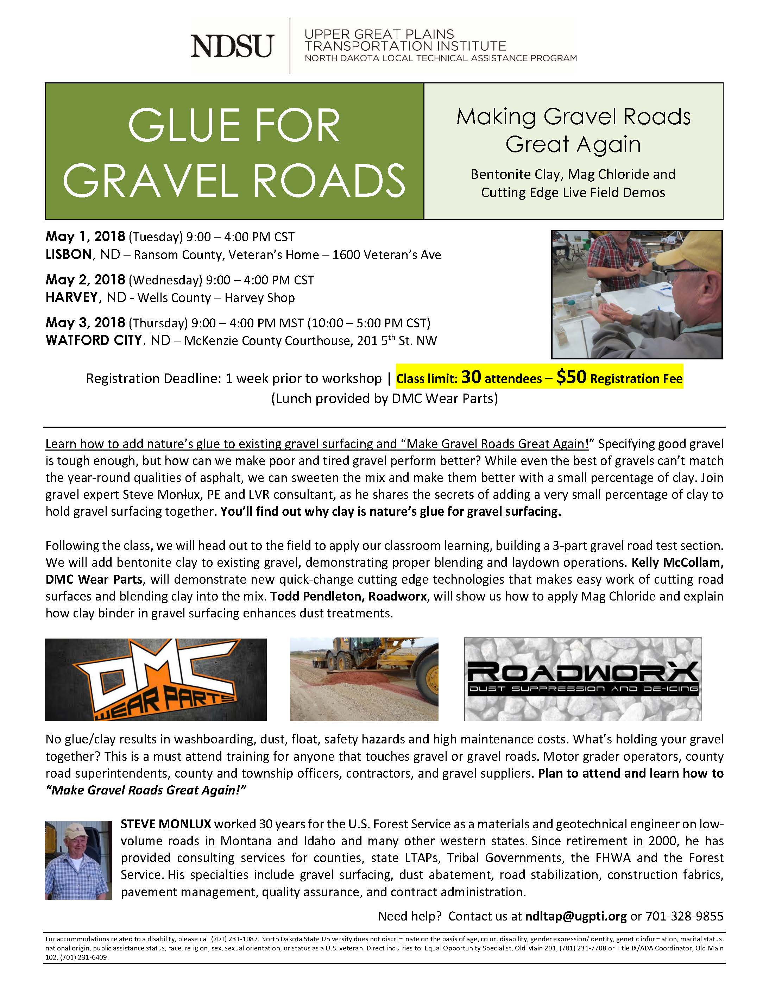 NDSU
UPPER GREAT PLAINS
TRANSPORTATION INSTITUTE
NORTH DAKOTA LOCAL TECHNICAL ASSISTANCE PROGRAM
GLUE FOR
GRAVEL ROADS
Making Gravel Roads
Great Again
Bentonite Clay, Mag Chloride and
Cutting Edge Live Field Demos
May 1, 2018 (Tuesday) 9:00 – 4:00 PM CST
LISBON, ND – Ransom County, Veteran’s Home – 1600 Veteran’s Ave
May 2, 2018 (Wednesday) 9:00 – 4:00 PM CST
HARVEY, ND - Wells County – Harvey Shop
May 3, 2018 (Thursday) 9:00 – 4:00 PM MST (10:00 – 5:00 PM CST)
WATFORD CITY, ND – McKenzie County Courthouse, 201 5th St. NW
Registration Deadline: 1 week prior to workshop | Class limit: 30 attendees – $50 Registration Fee
(Lunch provided by DMC Wear Parts)
Learn how to add nature’s glue to existing gravel surfacing and “Make Gravel Roads Great Again!” Specifying good gravel
is tough enough, but how can we make poor and tired gravel perform better? While even the best of gravels can’t match
the year-round qualities of asphalt, we can sweeten the mix and make them better with a small percentage of clay. Join
gravel expert Steve Monlux, PE and LVR consultant, as he shares the secrets of adding a very small percentage of clay to
hold gravel surfacing together. You’ll find out why clay is nature’s glue for gravel surfacing.
Following the class, we will head out to the field to apply our classroom learning, building a 3-part gravel road test section.
We will add bentonite clay to existing gravel, demonstrating proper blending and laydown operations. Kelly McCollam,
DMC Wear Parts, will demonstrate new quick-change cutting edge technologies that makes easy work of cutting road
surfaces and blending clay into the mix. Todd Pendleton, Roadworx, will show us how to apply Mag Chloride and explain
how clay binder in gravel surfacing enhances dust treatments.
DMC
WEAR PARTS
ROADWORX
DUST SUPPRESSION AND DE-ICING
No glue/clay results in washboarding, dust, float, safety hazards and high maintenance costs. What’s holding your gravel
together? This is a must attend training for anyone that touches gravel or gravel roads. Motor grader operators, county
road superintendents, county and township officers, contractors, and gravel suppliers. Plan to attend and learn how to
“Make Gravel Roads Great Again!”
STEVE MONLUX worked 30 years for the U.S. Forest Service as a materials and geotechnical engineer on low-
volume roads in Montana and Idaho and many other western states. Since retirement in 2000, he has
provided consulting services for counties, state LTAPs, Tribal Governments, the FHWA and the Forest
Service. His specialties include gravel surfacing, dust abatement, road stabilization, construction fabrics,
pavement management, quality assurance, and contract administration.
Need help? Contact us at ndltap@ugpti.org or 701-328-9855
For accommodations related to a disability, please call (701) 231-1087. North Dakota State University does not discriminate on the basis of age, color, disability, gender expression/identity, genetic information, marital status,
national origin, public assistance status, race, religion, sex, sexual orientation, or status as a U.S. veteran. Direct inquiries to: Equal Opportunity Specialist, Old Main 201, (701) 231-7708 or Title IX/ADA Coordinator, Old Main
102, (701) 231-6409.